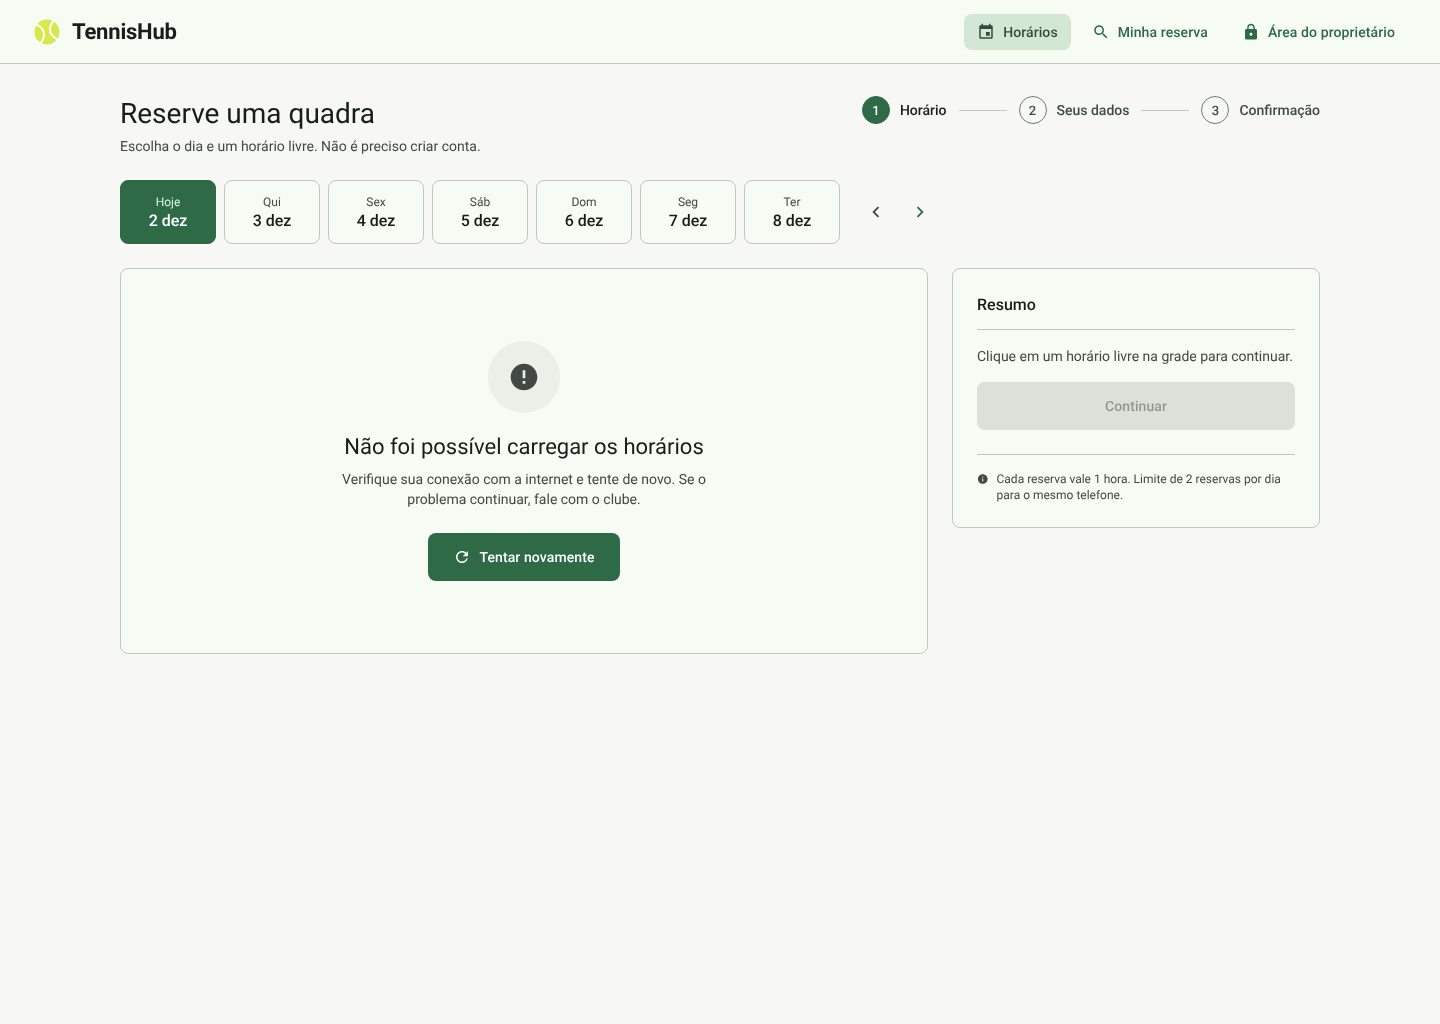 TennisHub
Horários
Minha reserva
Área do proprietário
Reserve uma quadra
Escolha o dia e um horário livre. Não é preciso criar conta.
1 Horário
2 Seus dados
3 Confirmação
Hoje
2 dez
Qui
3 dez
Sex
4 dez
Sáb
5 dez
Dom
6 dez
Seg
7 dez
Ter
8 dez
Não foi possível carregar os horários
Verifique sua conexão com a internet e tente de novo. Se o
problema continuar, fale com o clube.
Tentar novamente
Resumo
Clique em um horário livre na grade para continuar.
Continuar
Cada reserva vale 1 hora. Limite de 2 reservas por dia
para o mesmo telefone.